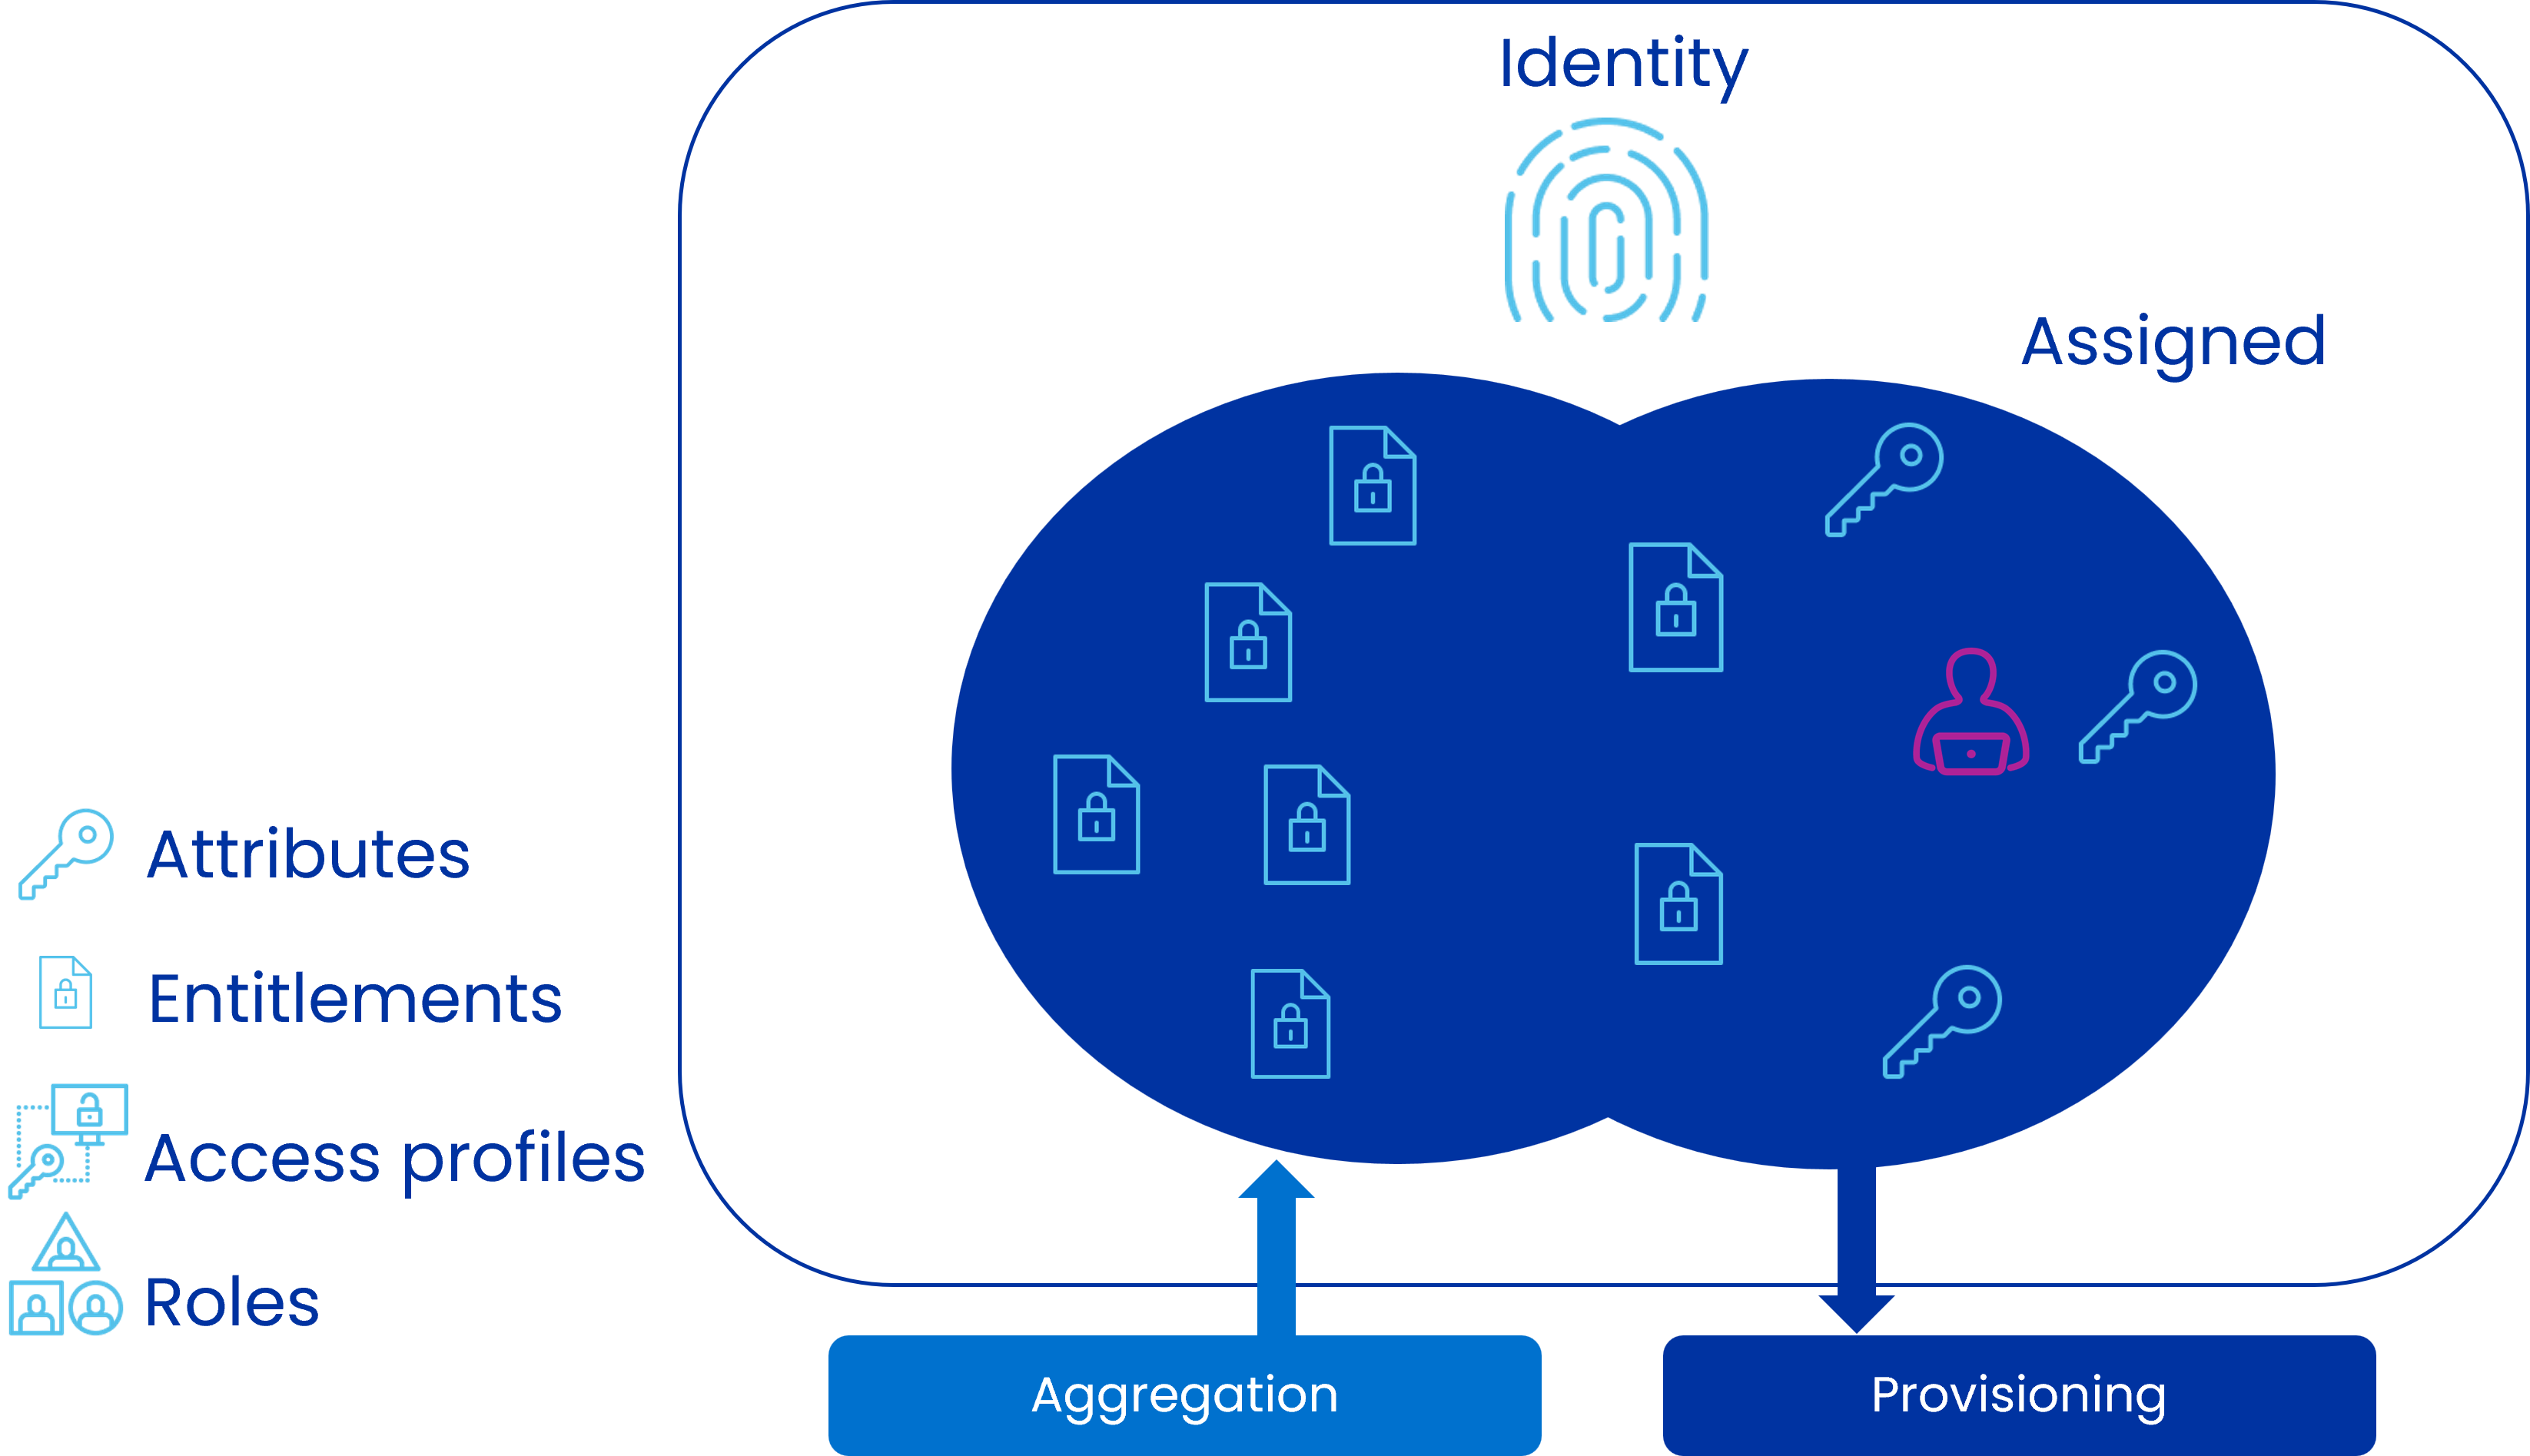 Identity
Assigned
Attributes
Entitlements
Access profiles
Roles
Aggregation
Provisioning